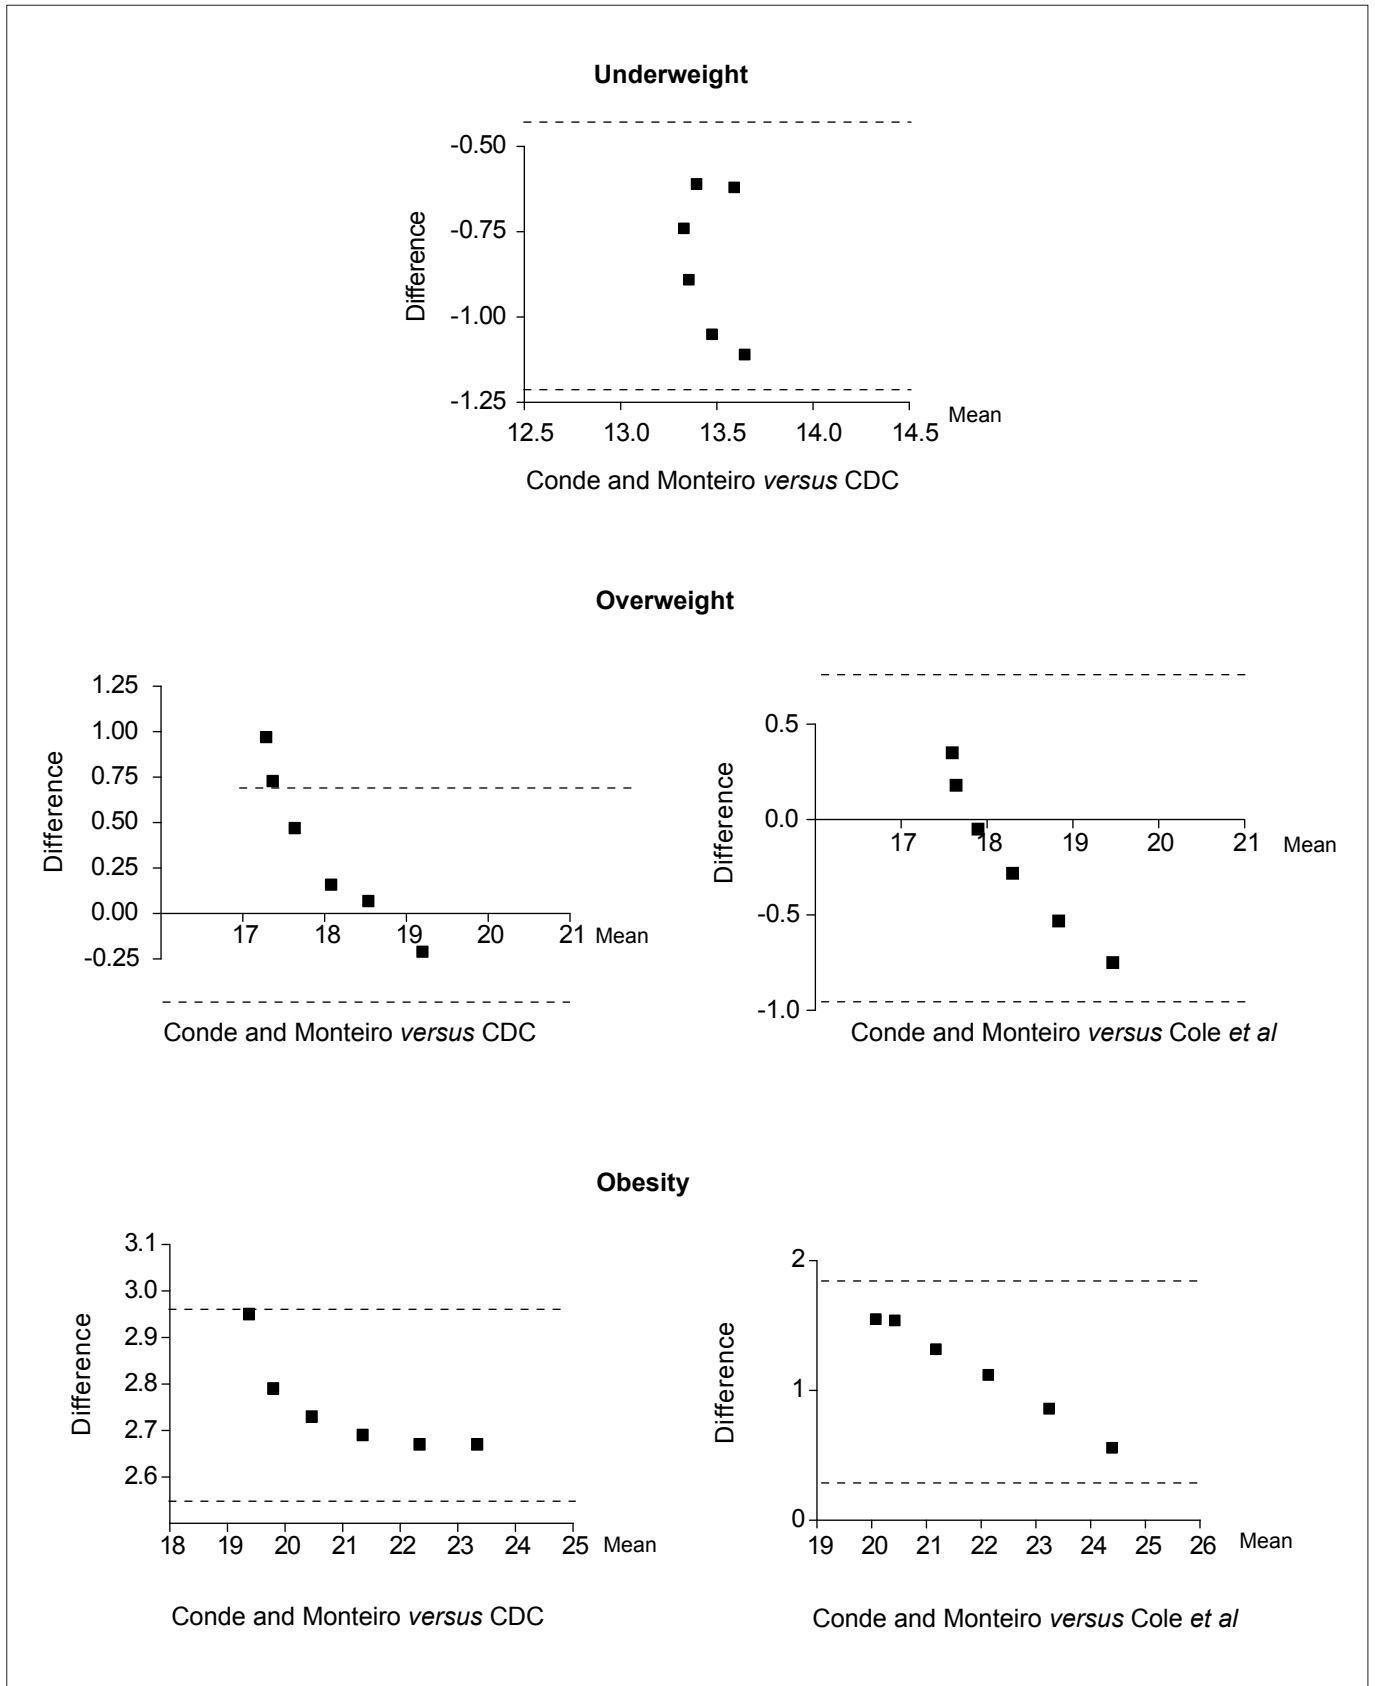 Underweight
-0.50
-0.75
-1.00
-1.25
Difference
12.5 13.0 13.5 14.0 14.5 Mean
Conde and Monteiro versus CDC
Overweight
1.25
1.00
0.75
0.50
0.25
0.00
-0.25
Difference
17 18 19 20 21 Mean
Conde and Monteiro versus CDC
0.5
0.0
-0.5
-1.0
Difference
17 18 19 20 21 Mean
Conde and Monteiro versus Cole et al
Obesity
3.1
3.0
2.9
2.8
2.7
2.6
Difference
18 19 20 21 22 23 24 25 Mean
Conde and Monteiro versus CDC
2
1
0
Difference
19 20 21 22 23 24 25 26 Mean
Conde and Monteiro versus Cole et al